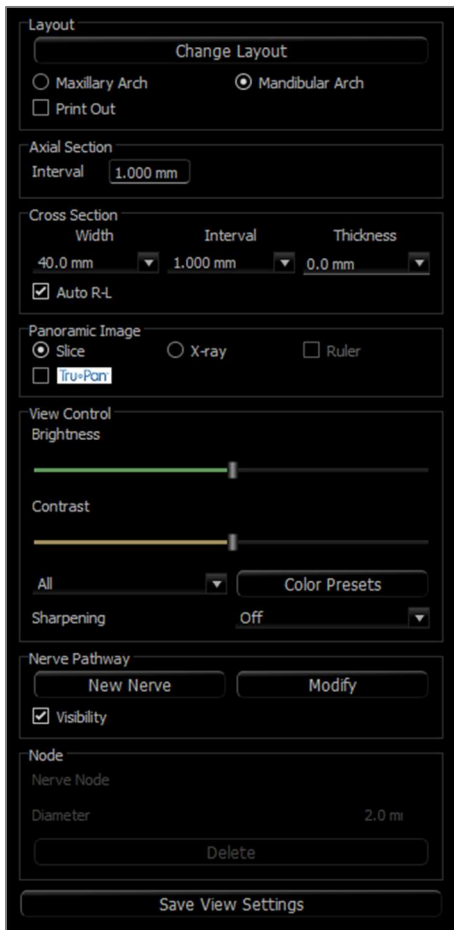 Layout
Change Layout
Maxillary Arch Mandibular Arch
Print Out
Axial Section
Interval 1.000 mm
Cross Section
Width Interval Thickness
40.0 mm 1.000 mm 0.0 mm
Auto R-L
Panoramic Image
Slice X-ray Ruler
Tru•Pan
View Control
Brightness
Contrast
All Color Presets
Sharpening Off
Nerve Pathway
New Nerve Modify
Visibility
Node
Nerve Node
Diameter 2.0 m
Delete
Save View Settings